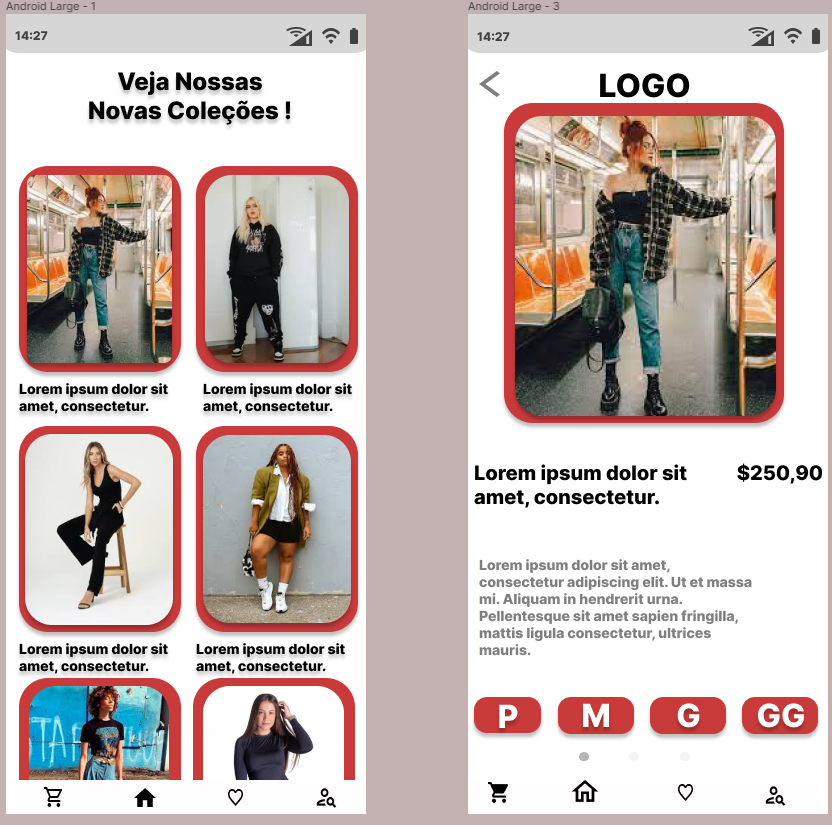 Android Large - 1
14:27
Veja Nossas
Novas Coleções !
Lorem ipsum dolor sit
amet, consectetur.
Lorem ipsum dolor sit
amet, consectetur.
Lorem ipsum dolor sit
amet, consectetur.
Lorem ipsum dolor sit
amet, consectetur.
Android Large - 3
14:27
LOGO
Lorem ipsum dolor sit
amet, consectetur.
$250,90
Lorem ipsum dolor sit amet,
consectetur adipiscing elit. Ut et massa
mi. Aliquam in hendrerit urna.
Pellentesque sit amet sapien fringilla,
mattis ligula consectetur, ultrices
mauris.
P M G GG